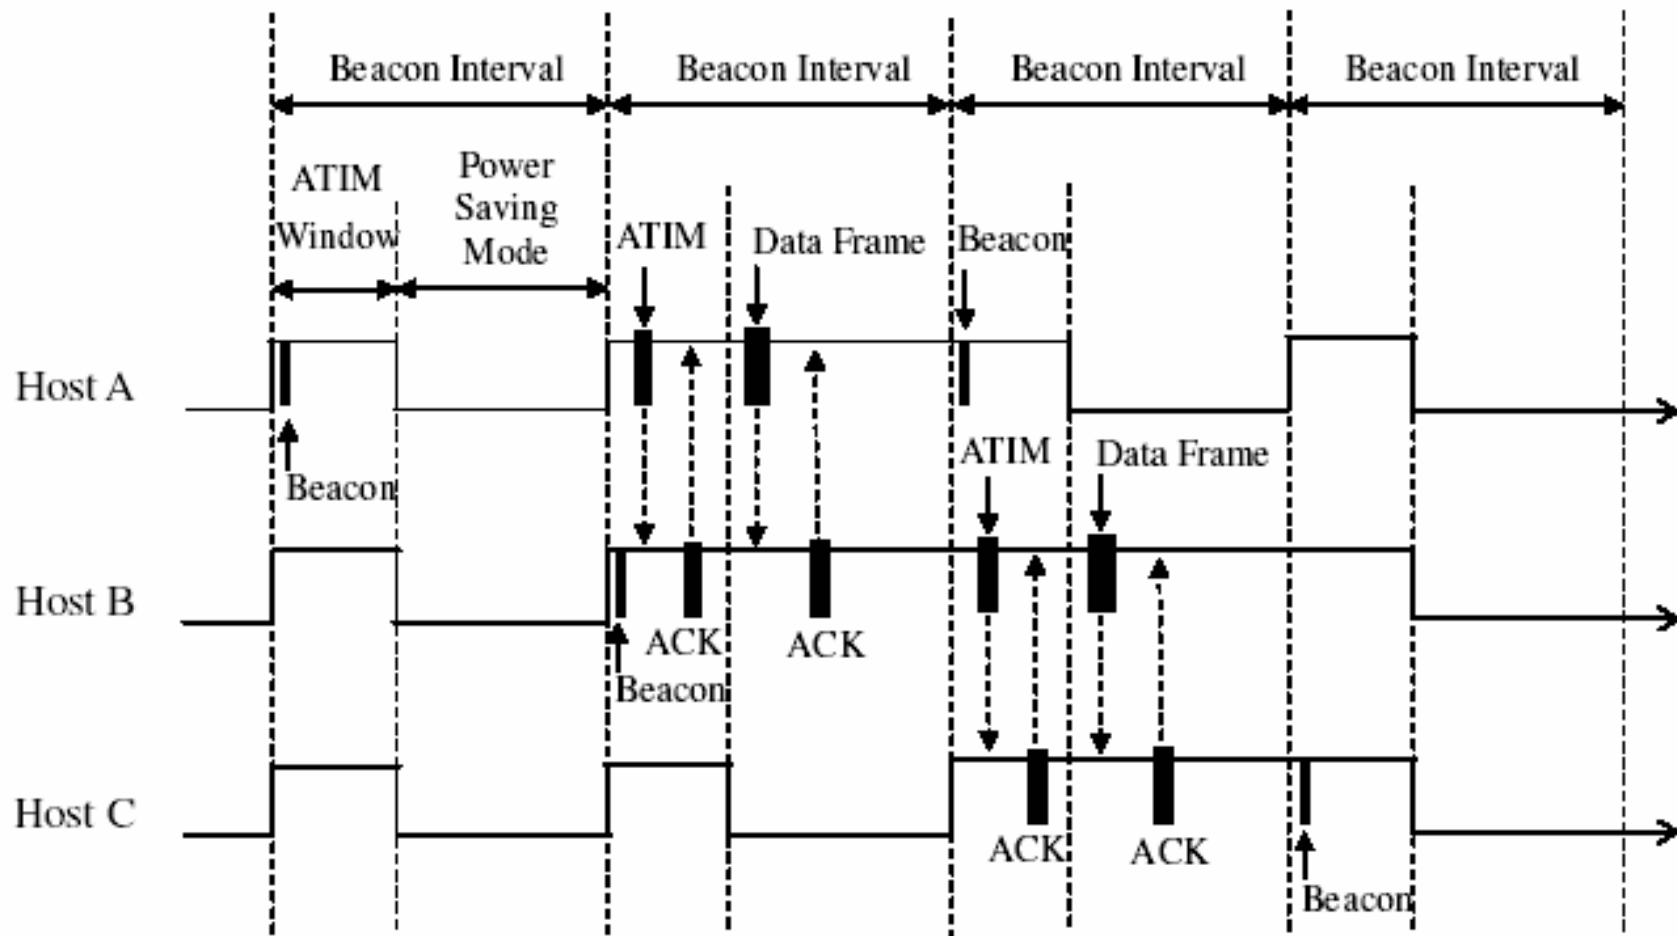 Beacon Interval
Beacon Interval
Beacon Interval
Beacon Interval
ATIM
Window
Power
Saving
Mode
ATIM
Data Frame
Beacon
Host A
Beacon
ATIM
Data Frame
Host B
ACK
ACK
Beacon
Host C
ACK
ACK
Beacon